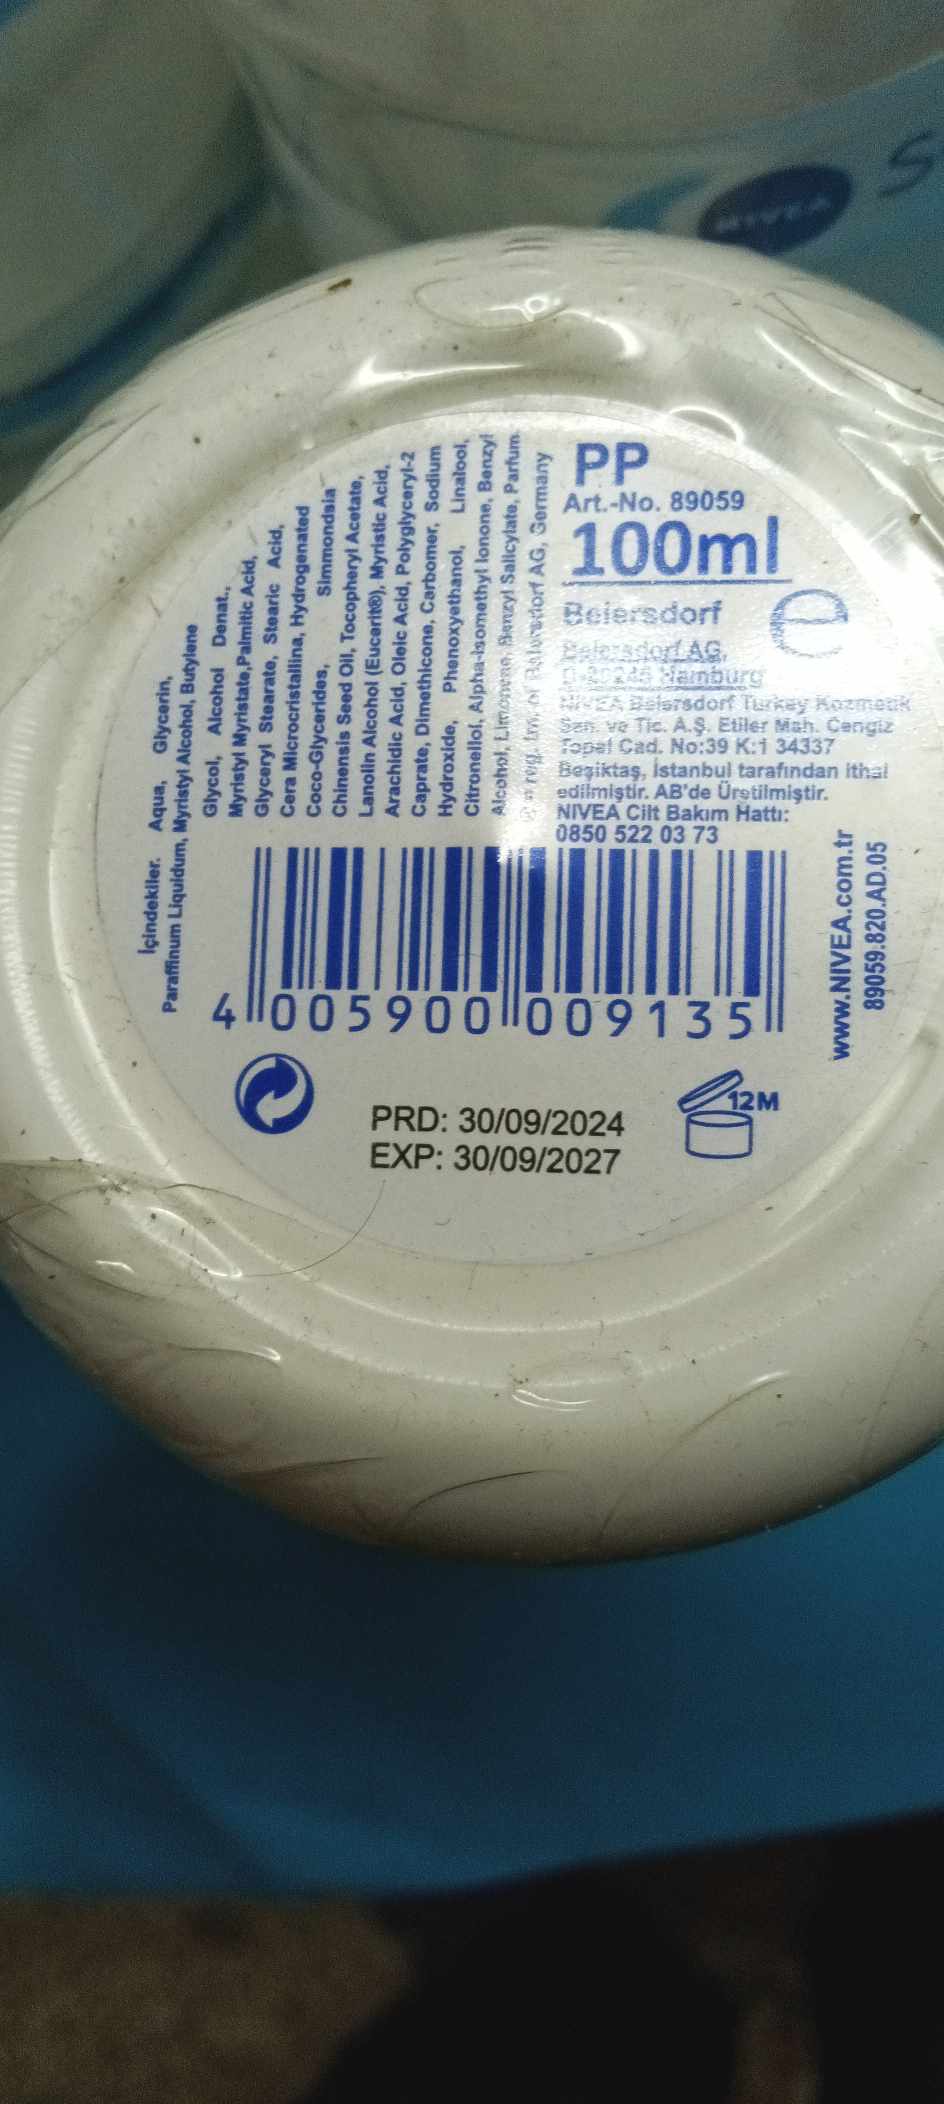 NIVEA
S
İçindekiler. Aqua, Glycerin,
Paraffinum Liquidum, Myristyl Alcohol, Butylene
Glycol, Alcohol Denat.,
Myristyl Myristate,Palmitic Acid,
Glyceryl Stearate, Stearic Acid,
Cera Microcristallina, Hydrogenated
Coco-Glycerides, Simmondsia
Chinensis Seed Oil, Tocopheryl Acetate,
Lanolin Alcohol (Eucerit®), Myristic Acid,
Arachidic Acid, Oleic Acid, Polyglyceryl-2
Caprate, Dimethicone, Carbomer, Sodium
Hydroxide, Phenoxyethanol, Linalool,
Citronellol, Alpha-Isomethyl Ionone, Benzyl
Alcohol, Limonene, Benzyl Salicylate, Parfum.
reg. tm. of Beiersdorf AG, Germany
PP
Art.-No. 89059
100ml
e
Beiersdorf
Beiersdorf AG,
Hamburg
NIVEA Beiersdorf Turkey Kozmetik
San. ve Tic. A.Ş. Etiler Mah. Cengiz
Topel Cad. No:39 K:1 34337
Beşiktaş, İstanbul tarafından ithal
edilmiştir. AB'de Üretilmiştir.
NIVEA Cilt Bakım Hattı:
0850 522 03 73
www.NIVEA.com.tr
89059.820.AD.05
4 005900 009135
12M
PRD: 30/09/2024
EXP: 30/09/2027